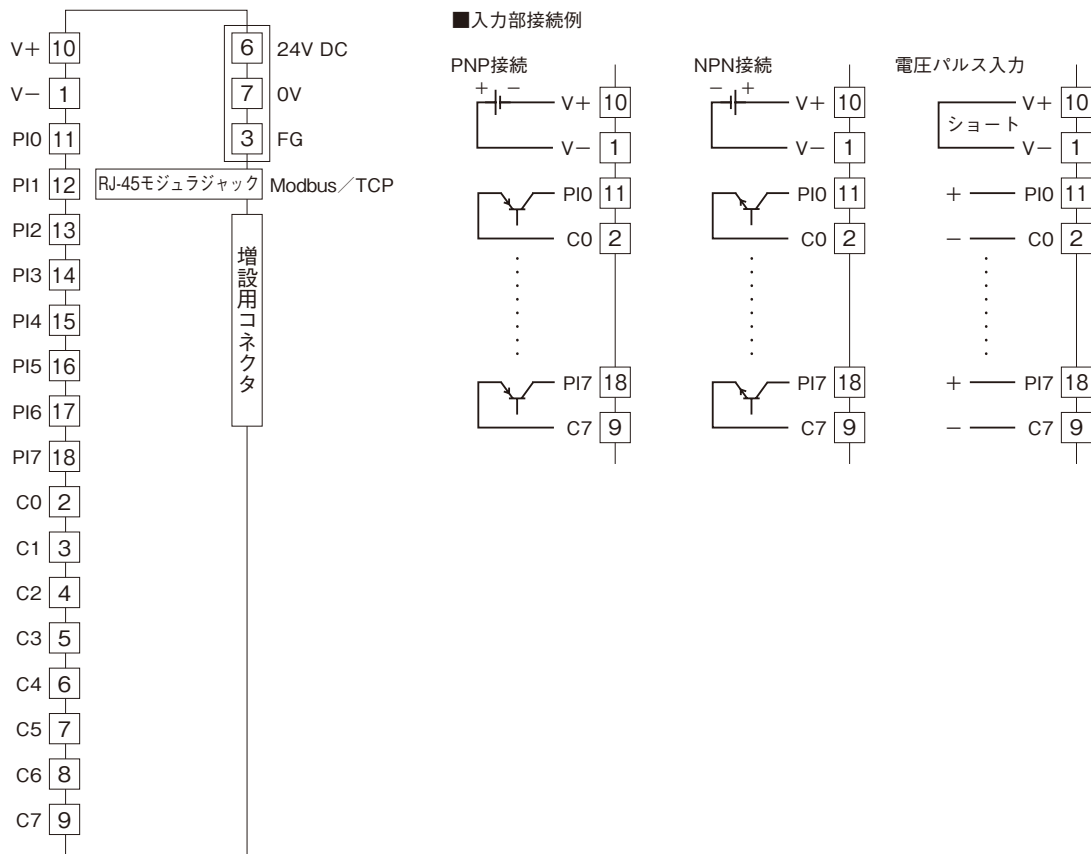 V+ 10
V− 1
PI0 11
PI1 12
PI2 13
PI3 14
PI4 15
PI5 16
PI6 17
PI7 18
C0 2
C1 3
C2 4
C3 5
C4 6
C5 7
C6 8
C7 9
6 24V DC
7 0V
3 FG
RJ-45モジュラジャック Modbus／TCP
増設用コネクタ
■入力部接続例
PNP接続
+ − V+ 10
V− 1
PI0 11
C0 2
PI7 18
C7 9
NPN接続
− + V+ 10
V− 1
PI0 11
C0 2
PI7 18
C7 9
電圧パルス入力
V+ 10
ショート
V− 1
+ PI0 11
− C0 2
+ PI7 18
− C7 9